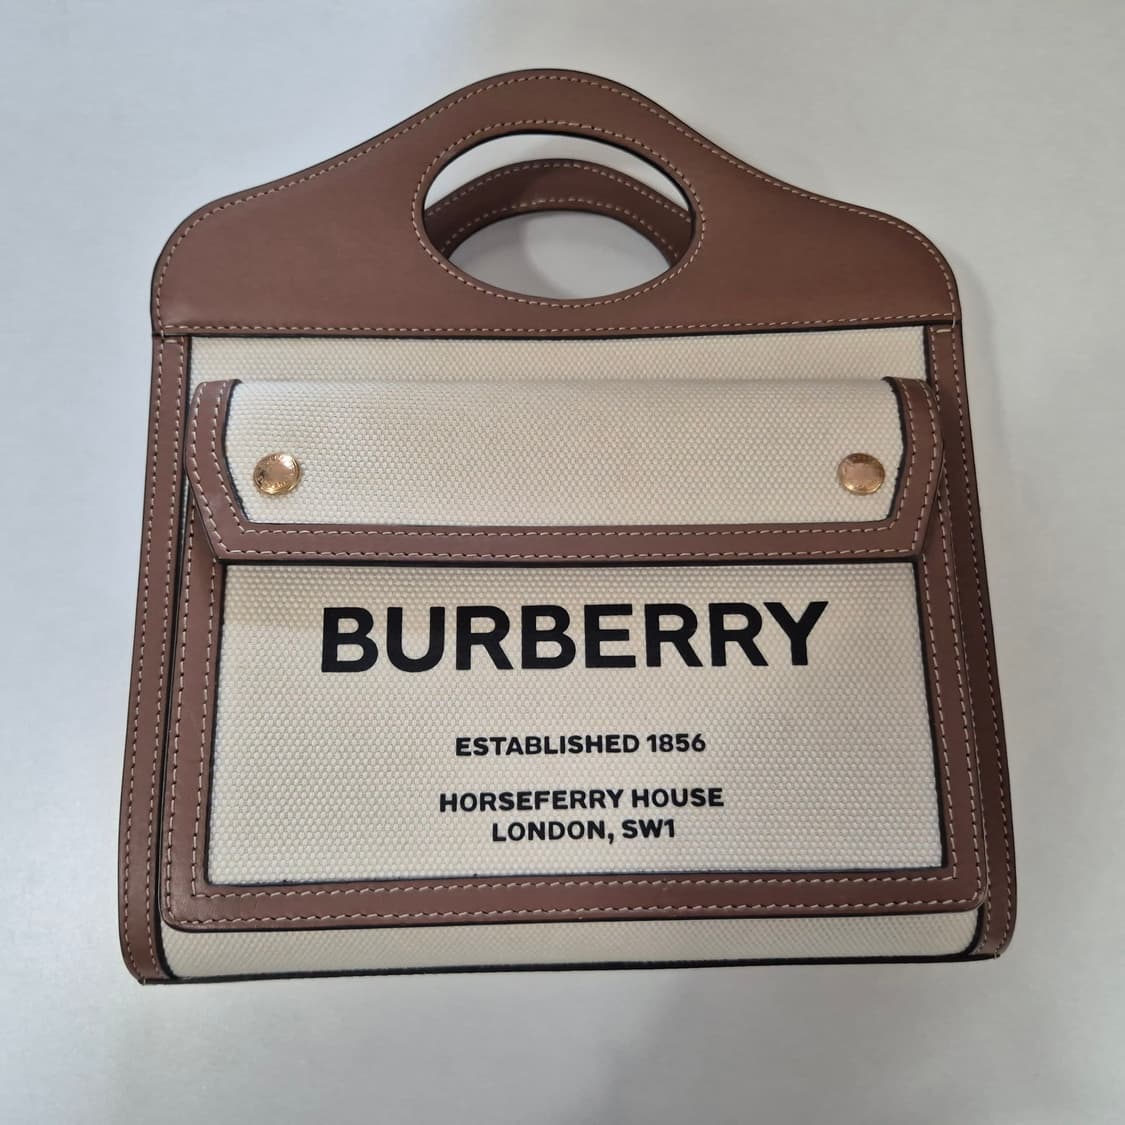 BURBERRY
ESTABLISHED 1856
HORSEFERRY HOUSE
LONDON, SW1